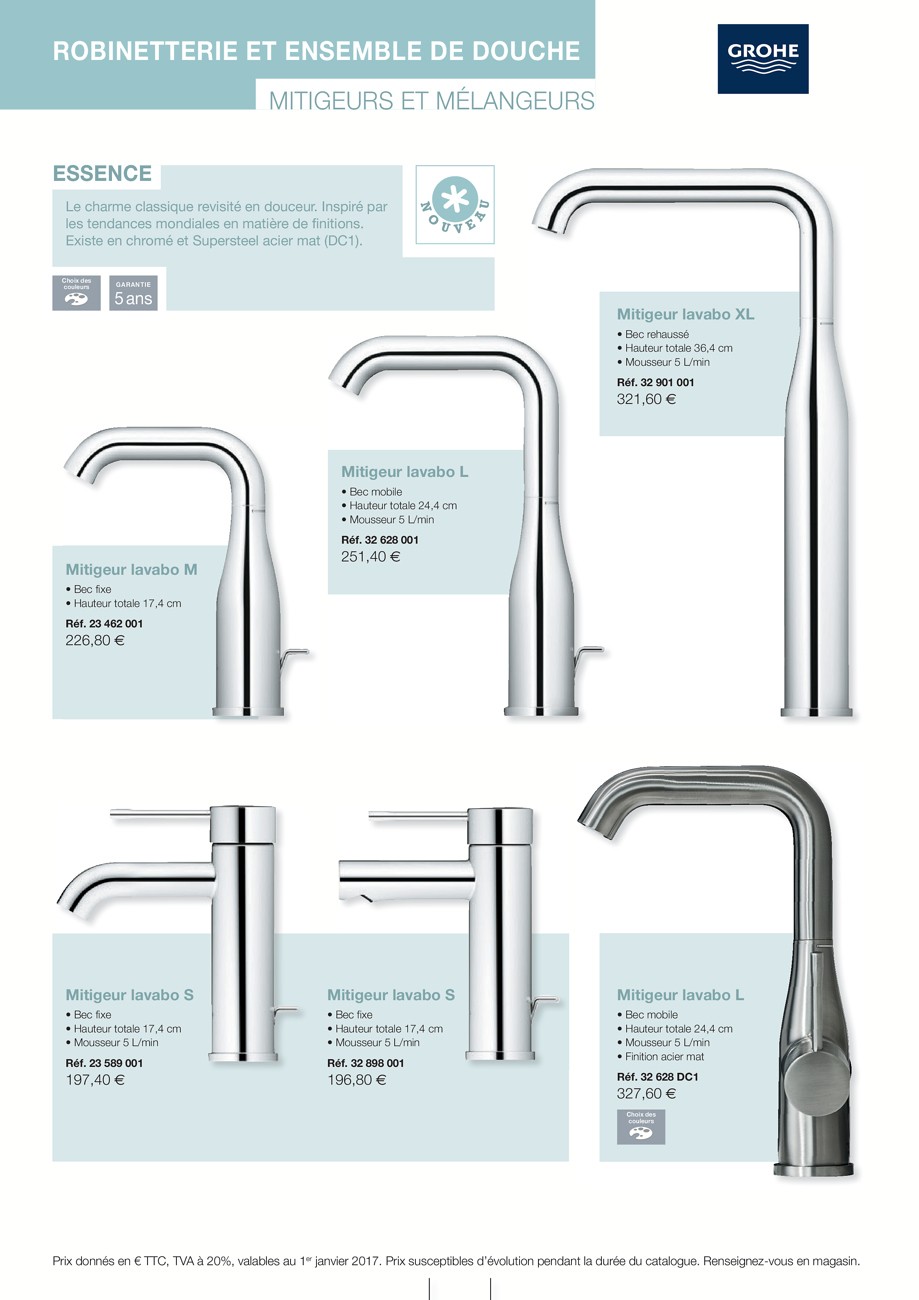 ROBINETTERIE ET ENSEMBLE DE DOUCHE
MITIGEURS ET MÉLANGEURS
GROHE
ESSENCE
Le charme classique revisité en douceur. Inspiré par
les tendances mondiales en matière de finitions.
Existe en chromé et Supersteel acier mat (DC1).
NOUVEAU
Choix des
couleurs
GARANTIE
5 ans
Mitigeur lavabo XL
• Bec rehaussé
• Hauteur totale 36,4 cm
• Mousseur 5 L/min
Réf. 32 901 001
321,60 €
Mitigeur lavabo L
• Bec mobile
• Hauteur totale 24,4 cm
• Mousseur 5 L/min
Réf. 32 628 001
251,40 €
Mitigeur lavabo M
• Bec fixe
• Hauteur totale 17,4 cm
Réf. 23 462 001
226,80 €
Mitigeur lavabo S
• Bec fixe
• Hauteur totale 17,4 cm
• Mousseur 5 L/min
Réf. 23 589 001
197,40 €
Mitigeur lavabo S
• Bec fixe
• Hauteur totale 17,4 cm
• Mousseur 5 L/min
Réf. 32 898 001
196,80 €
Mitigeur lavabo L
• Bec mobile
• Hauteur totale 24,4 cm
• Mousseur 5 L/min
• Finition acier mat
Réf. 32 628 DC1
327,60 €
Choix des
couleurs
Prix donnés en € TTC, TVA à 20%, valables au 1er janvier 2017. Prix susceptibles d'évolution pendant la durée du catalogue. Renseignez-vous en magasin.